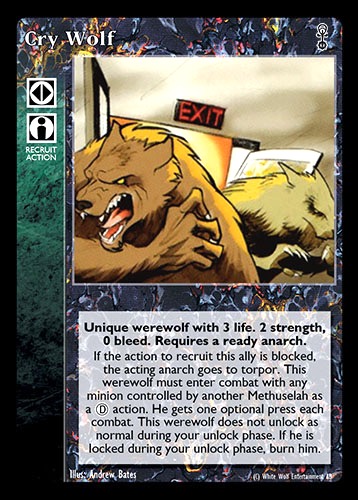 Cry Wolf
RECRUIT
ACTION
EXIT
Unique werewolf with 3 life. 2 strength,
0 bleed. Requires a ready anarch.
If the action to recruit this ally is blocked,
the acting anarch goes to torpor. This
werewolf must enter combat with any
minion controlled by another Methuselah as
a Ⓓ action. He gets one optional press each
combat. This werewolf does not unlock as
normal during your unlock phase. If he is
locked during your unlock phase, burn him.
Illus: Andrew Bates